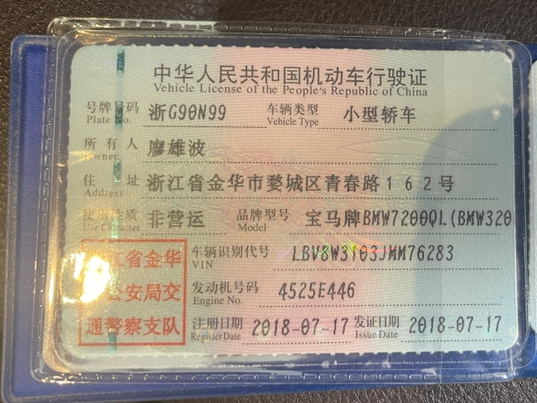 中华人民共和国机动车行驶证
Vehicle License of the People's Republic of China
号牌号码 浙G90N99 车辆类型 小型轿车
Plate No. Vehicle Type
所有人 廖雄波
Owner
住址 浙江省金华市婺城区青春路162号
使用性质 非营运 品牌型号 宝马牌BMW7200QL(BMW320
Use Character Model
车辆识别代号 LBV8W3103JMM76283
VIN
发动机号码 4525E446
Engine No.
注册日期 2018-07-17 发证日期 2018-07-17
Register Date Issue Date
江省金华
公安局交
通警察支队